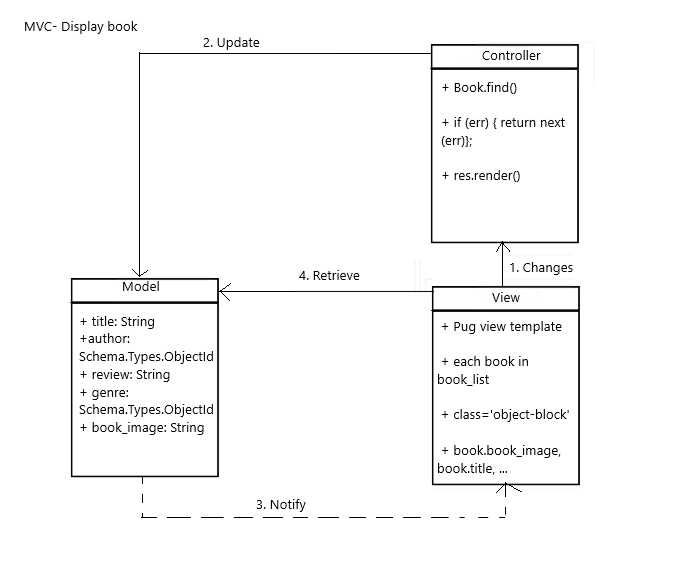 MVC- Display book
2. Update
Controller
+ Book.find()
+ if (err) { return next
(err)};
+ res.render()
1. Changes
4. Retrieve
Model
+ title: String
+author:
Schema.Types.ObjectId
+ review: String
+ genre:
Schema.Types.ObjectId
+ book_image: String
View
+ Pug view template
+ each book in
book_list
+ class='object-block'
+ book.book_image,
book.title, ...
3. Notify